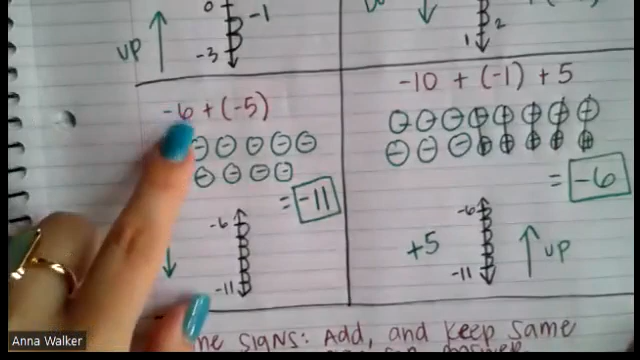 0
-1
UP
-3
2
1
-6 + (-5)
= -11
-6
-11
-10 + (-1) + 5
= -6
-6
+5
UP
-11
Signs: Add, and keep same
Anna Walker